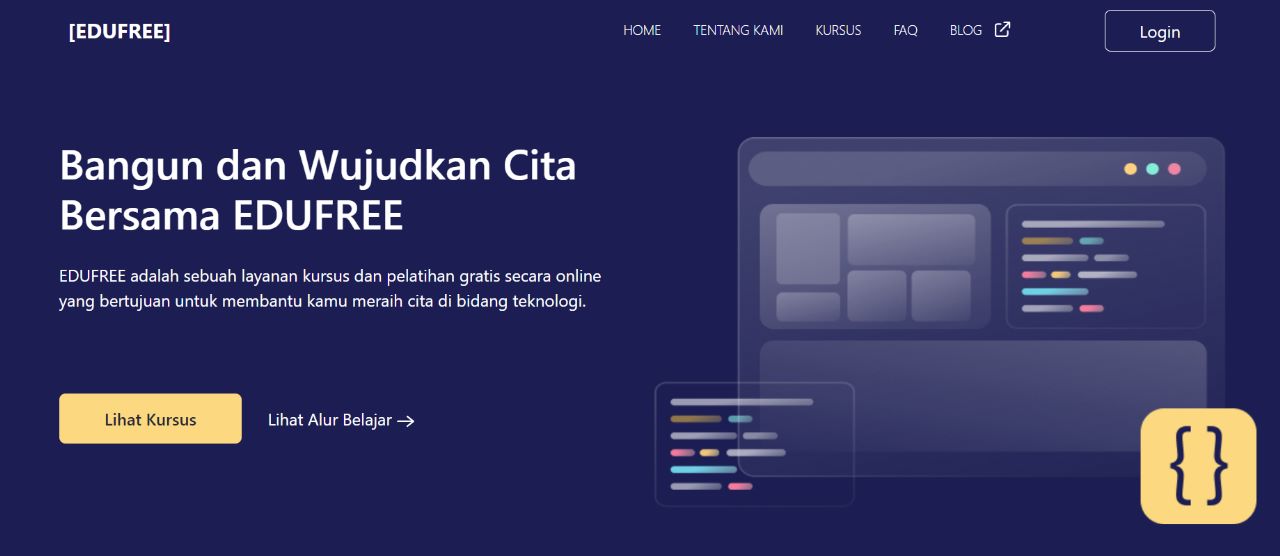 [EDUFREE]
HOME TENTANG KAMI KURSUS FAQ BLOG Login
Bangun dan Wujudkan Cita
Bersama EDUFREE
EDUFREE adalah sebuah layanan kursus dan pelatihan gratis secara online
yang bertujuan untuk membantu kamu meraih cita di bidang teknologi.
Lihat Kursus Lihat Alur Belajar →
{ }